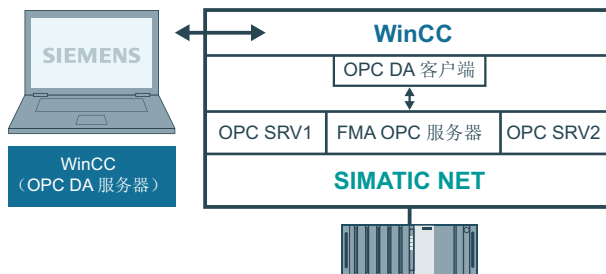 SIEMENS
WinCC
(OPC DA 服务器)
WinCC
OPC DA 客户端
OPC SRV1
FMA OPC 服务器
OPC SRV2
SIMATIC NET